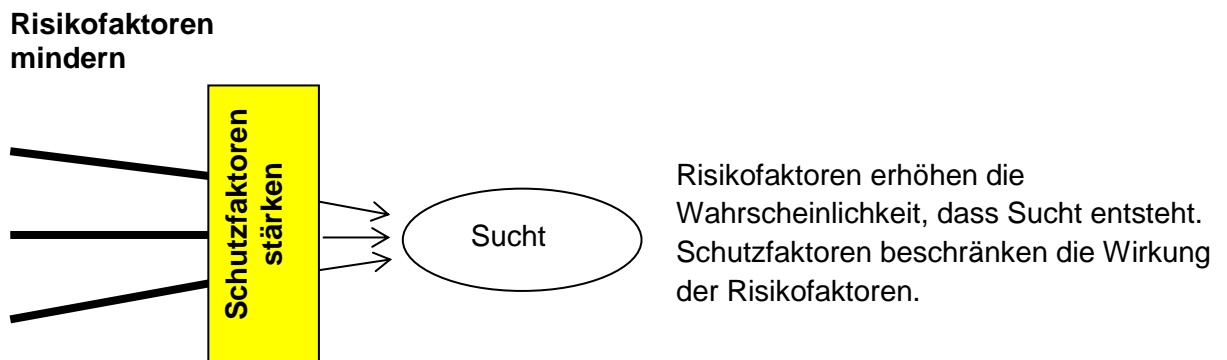 Risikofaktoren
mindern
Schutzfaktoren
stärken
Sucht
Risikofaktoren erhöhen die
Wahrscheinlichkeit, dass Sucht entsteht.
Schutzfaktoren beschränken die Wirkung
der Risikofaktoren.